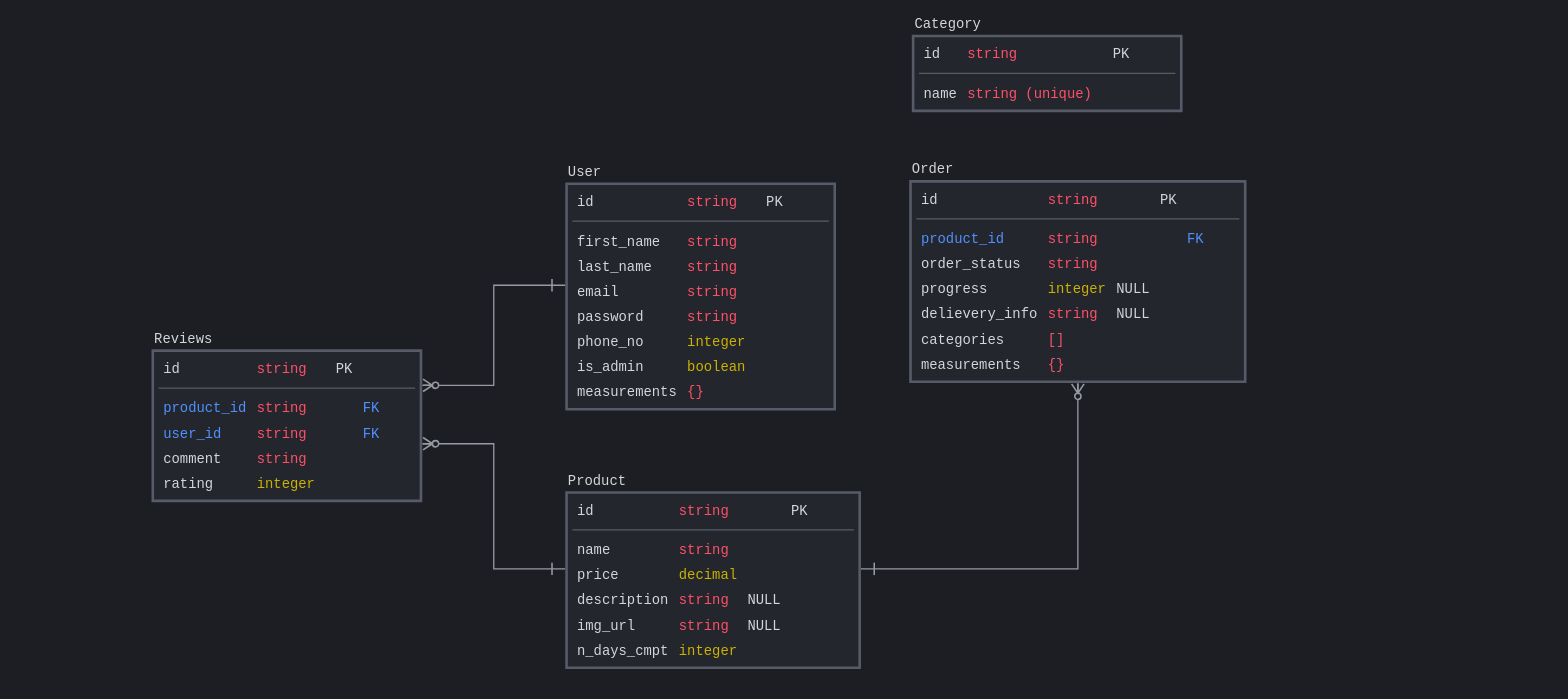 Category
id string PK
name string (unique)
User
id string PK
first_name string
last_name string
email string
password string
phone_no integer
is_admin boolean
measurements {}
Order
id string PK
product_id string FK
order_status string
progress integer NULL
delievery_info string NULL
categories []
measurements {}
Reviews
id string PK
product_id string FK
user_id string FK
comment string
rating integer
Product
id string PK
name string
price decimal
description string NULL
img_url string NULL
n_days_cmpt integer